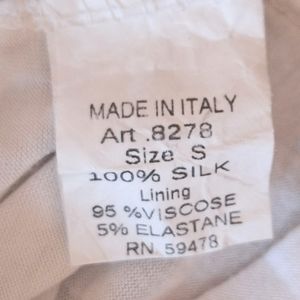 MADE IN ITALY
Art .8278
Size S
100% SILK
Lining
95 %VISCOSE
5% ELASTANE
RN 59478